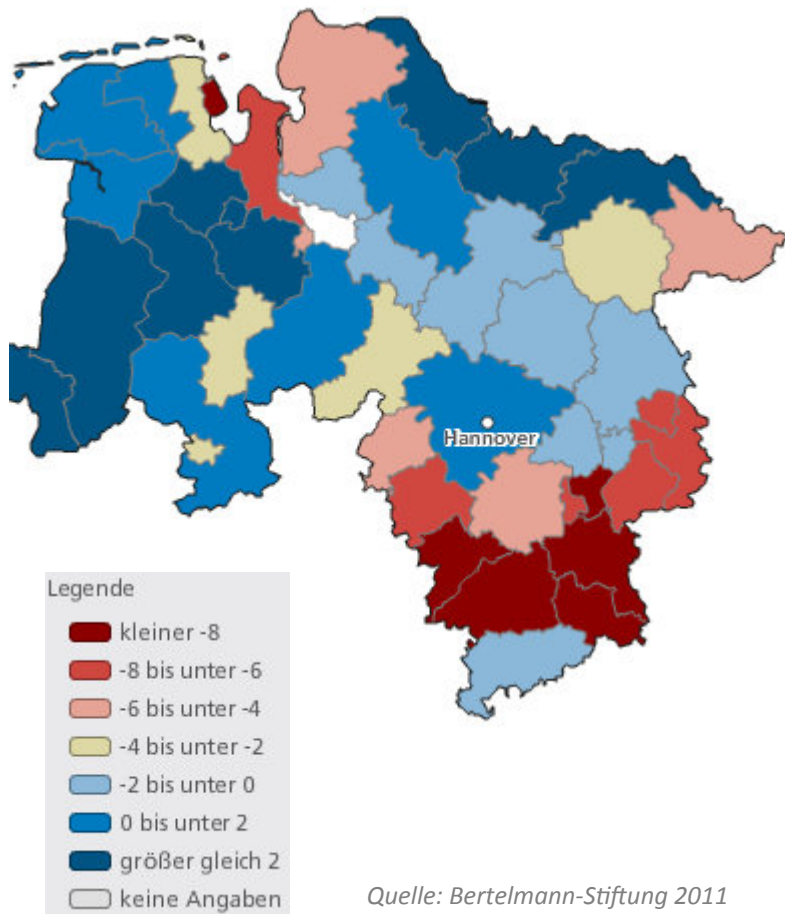 Hannover
Legende
kleiner -8
-8 bis unter -6
-6 bis unter -4
-4 bis unter -2
-2 bis unter 0
0 bis unter 2
größer gleich 2
keine Angaben
Quelle: Bertelmann-Stiftung 2011